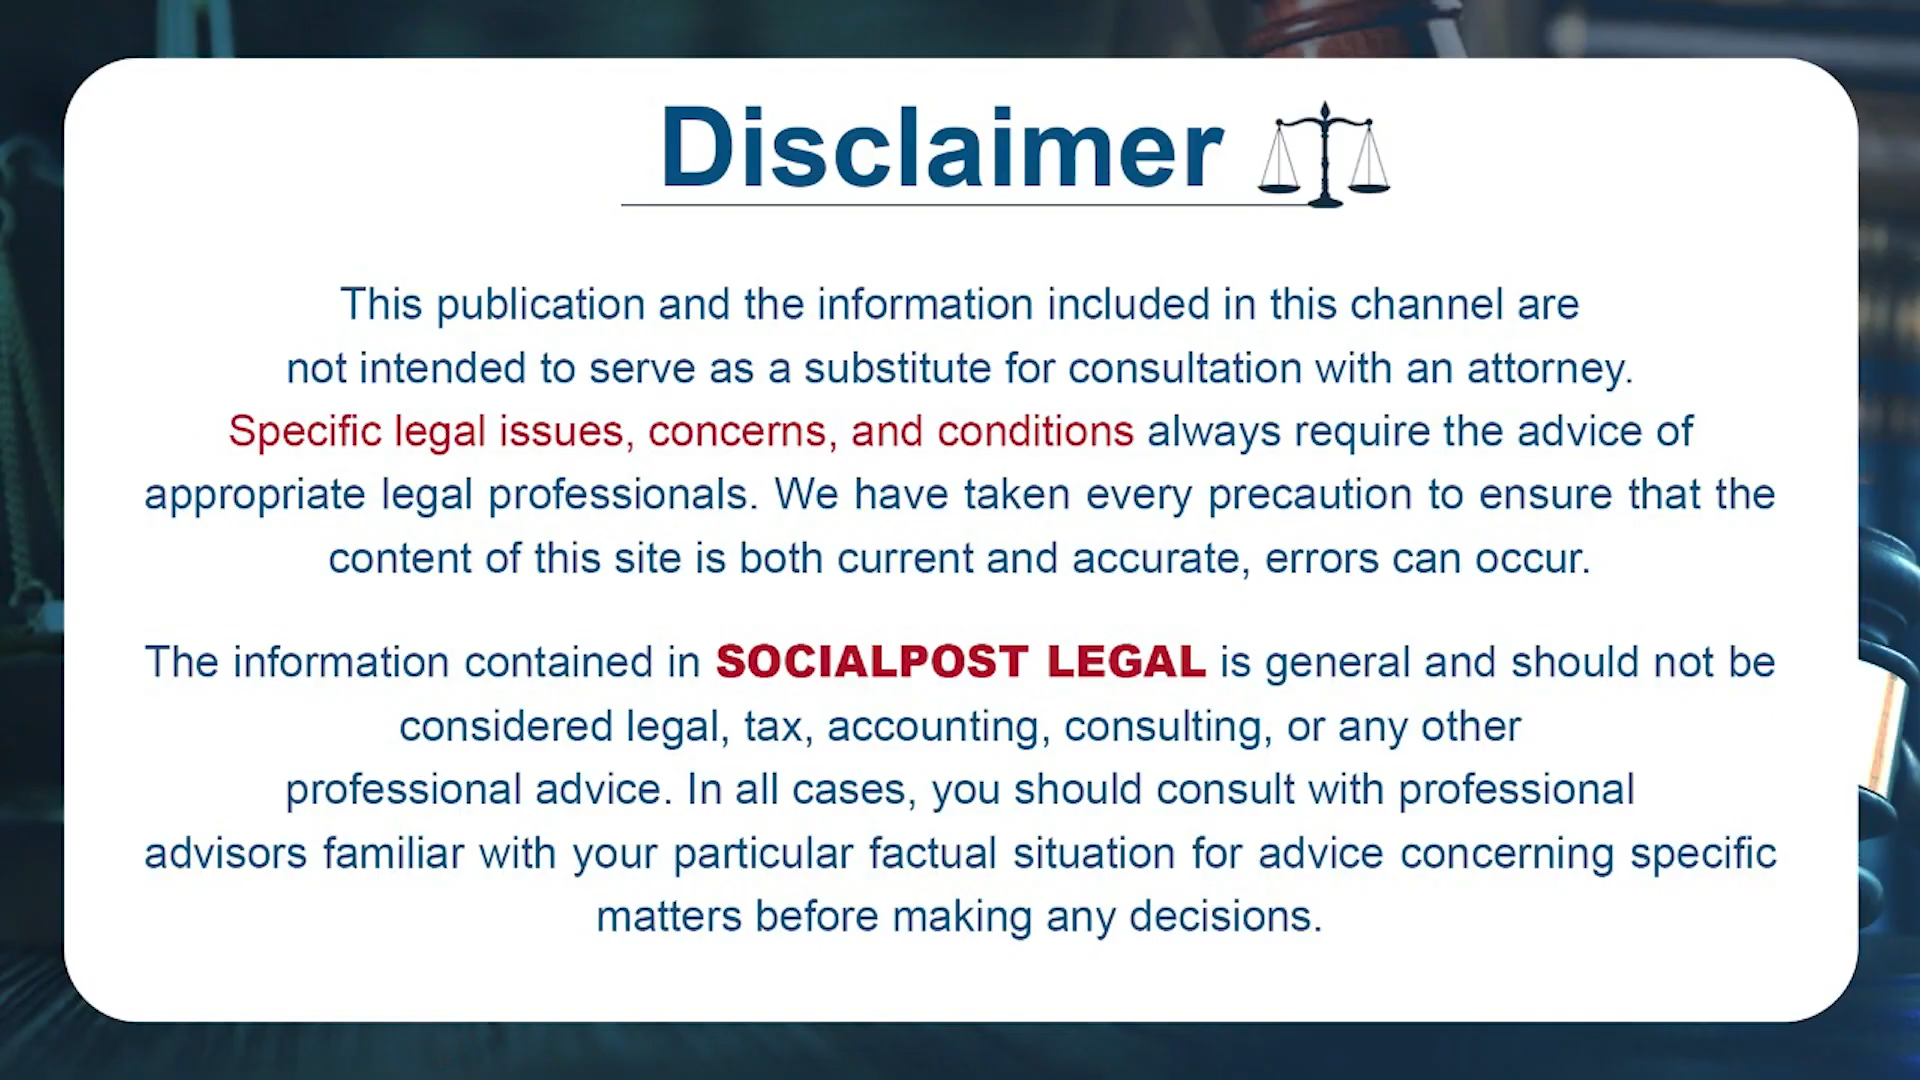 Disclaimer
This publication and the information included in this channel are
not intended to serve as a substitute for consultation with an attorney.
Specific legal issues, concerns, and conditions always require the advice of
appropriate legal professionals. We have taken every precaution to ensure that the
content of this site is both current and accurate, errors can occur.
The information contained in SOCIALPOST LEGAL is general and should not be
considered legal, tax, accounting, consulting, or any other
professional advice. In all cases, you should consult with professional
advisors familiar with your particular factual situation for advice concerning specific
matters before making any decisions.